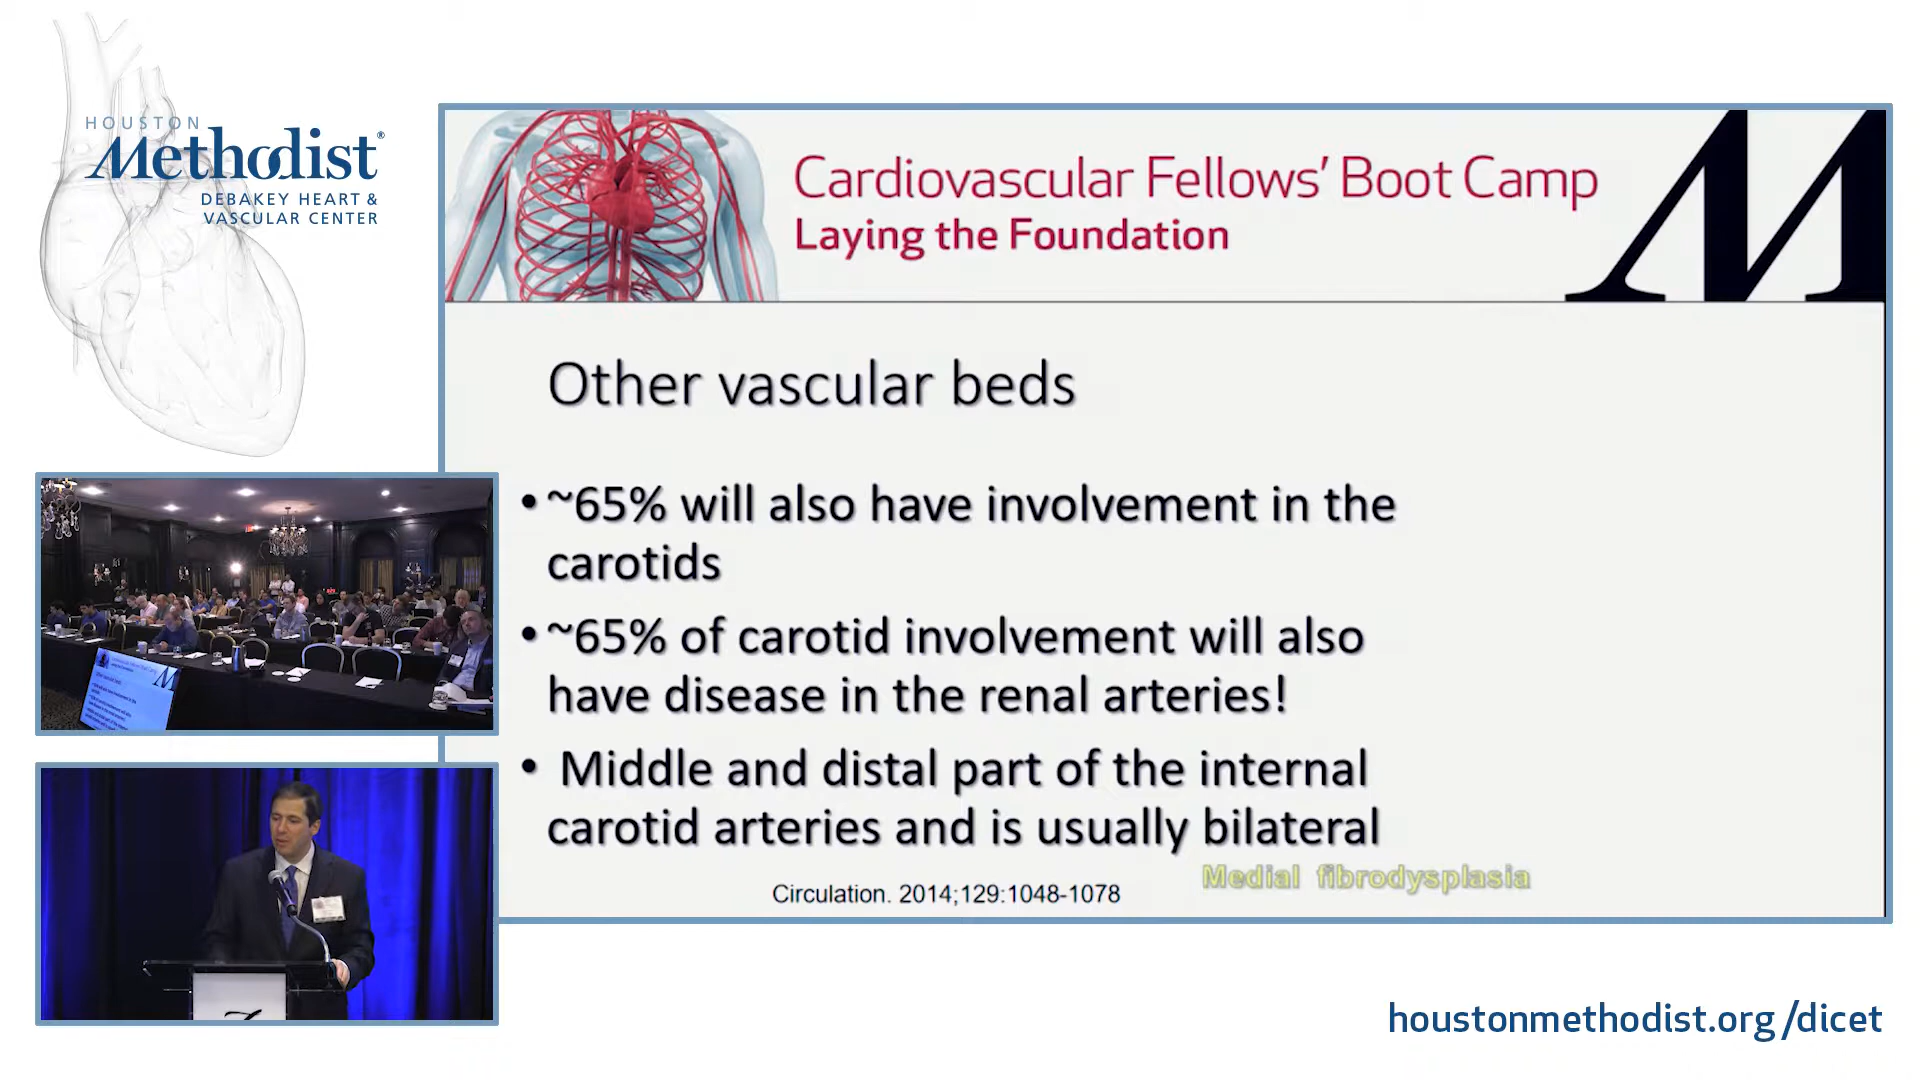 HOUSTON
Methodist®
DEBAKEY HEART &
VASCULAR CENTER
Cardiovascular Fellows' Boot Camp
Laying the Foundation
Other vascular beds
• ~65% will also have involvement in the
carotids
• ~65% of carotid involvement will also
have disease in the renal arteries!
• Middle and distal part of the internal
carotid arteries and is usually bilateral
Medial fibrodysplasia
Circulation. 2014;129:1048-1078
houstonmethodist.org/dicet